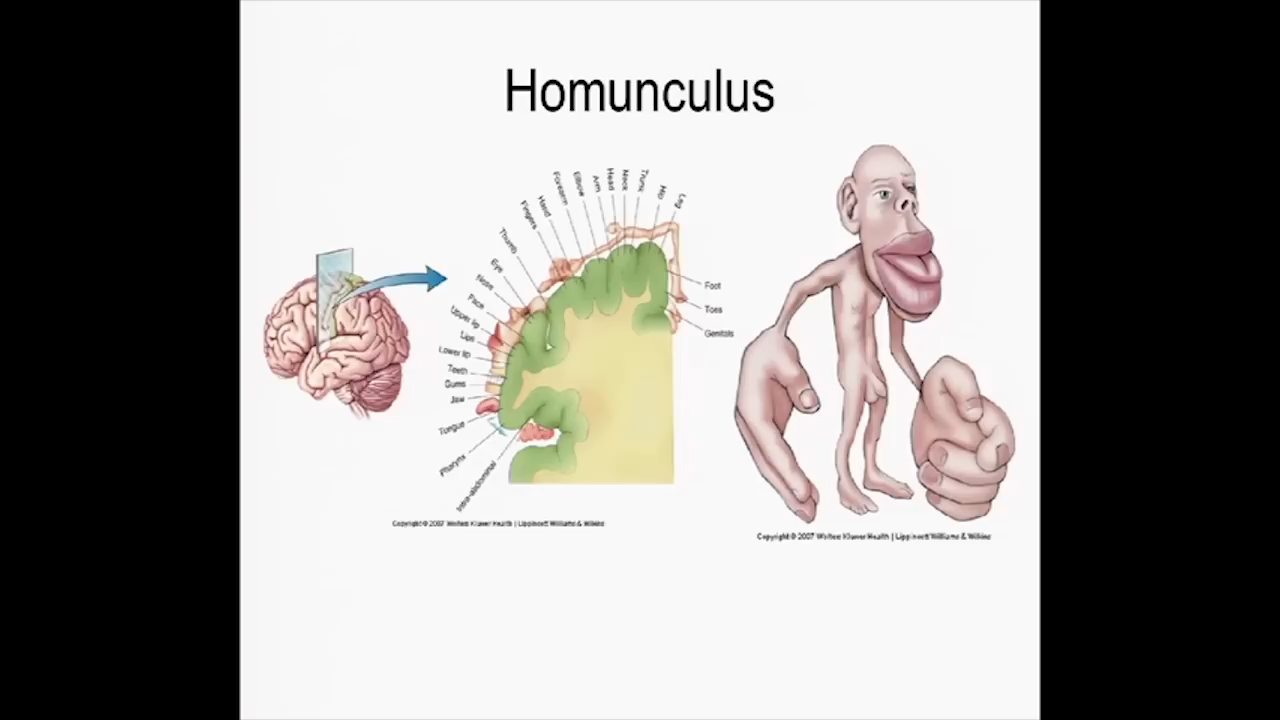 Homunculus
Leg
Hip
Trunk
Neck
Head
Arm
Elbow
Forearm
Hand
Fingers
Thumb
Eye
Nose
Face
Upper lip
Lips
Lower lip
Teeth
Gums
Jaw
Tongue
Pharynx
Intra-abdominal
Foot
Toes
Genitals
Copyright © 2007 Wolters Kluwer Health | Lippincott Williams & Wilkins
Copyright © 2007 Wolters Kluwer Health | Lippincott Williams & Wilkins